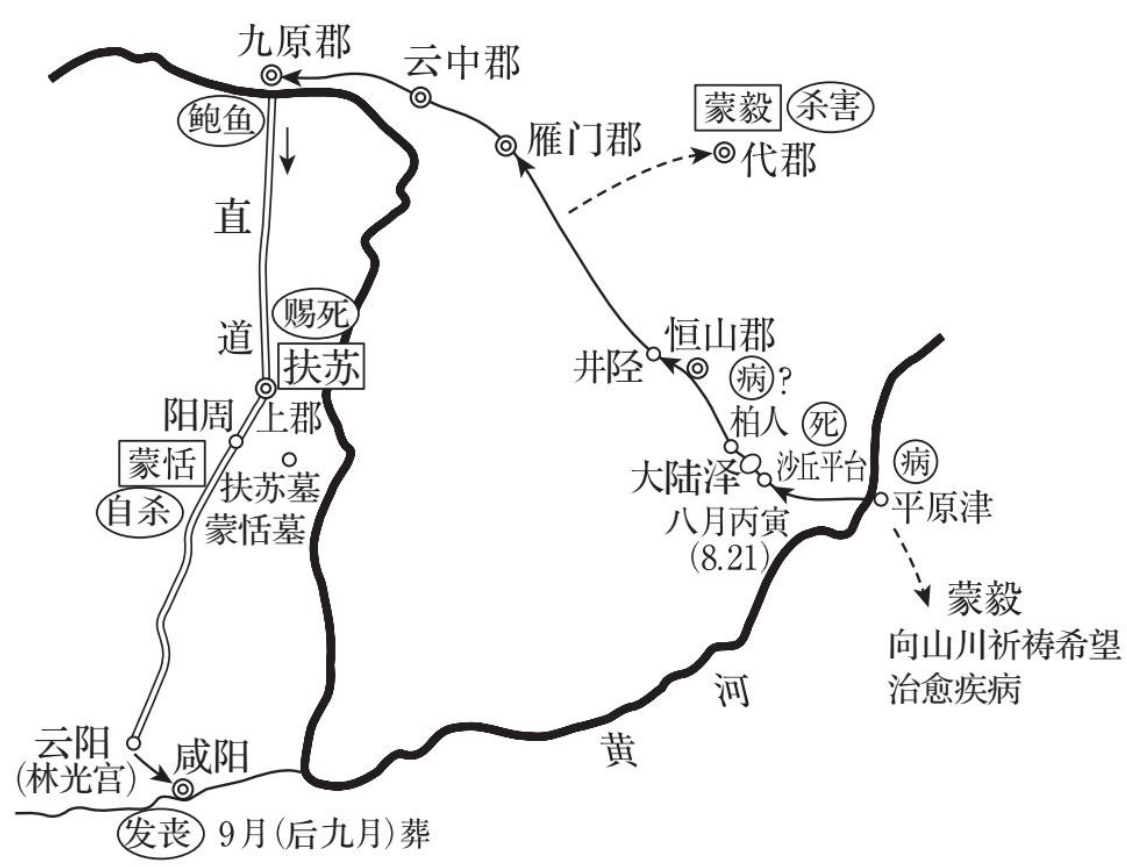 九原郡
云中郡
鲍鱼
雁门郡
蒙毅
杀害
代郡
直
道
赐死
扶苏
恒山郡
井陉
病?
阳周
上郡
柏人
死
蒙恬
扶苏墓
大陆泽
沙丘平台
病
自杀
蒙恬墓
八月丙寅
(8.21)
平原津
蒙毅
向山川祈祷希望
治愈疾病
河
黄
云阳
(林光宫)
咸阳
发丧
9月(后九月)葬